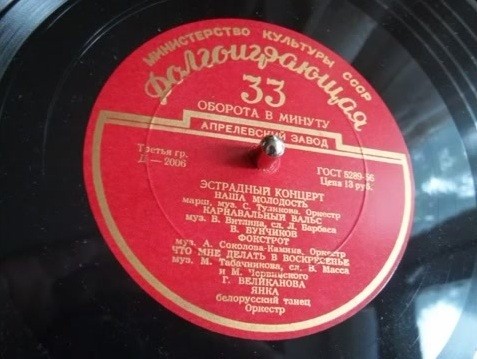 МИНИСТЕРСТВО КУЛЬТУРЫ СССР
Долгоиграющая
33
ОБОРОТА В МИНУТУ
АПРЕЛЕВСКИЙ ЗАВОД
Третья гр.
Д — 2006
ГОСТ 5289-56
Цена 13 руб.
ЭСТРАДНЫЙ КОНЦЕРТ
НАША МОЛОДОСТЬ
марш, муз. С. Туликова. Оркестр
КАРНАВАЛЬНЫЙ ВАЛЬС
муз. В. Витлина, сл. Л. Барбаса
В. БУНЧИКОВ
ФОКСТРОТ
муз. А. Соколова-Камина, Оркестр
ЧТО МНЕ ДЕЛАТЬ В ВОСКРЕСЕНЬЕ
муз. М. Табачникова, сл. В. Масса
и М. Червинского
Г. ВЕЛИКАНОВА
ЯНКА
белорусский танец
Оркестр